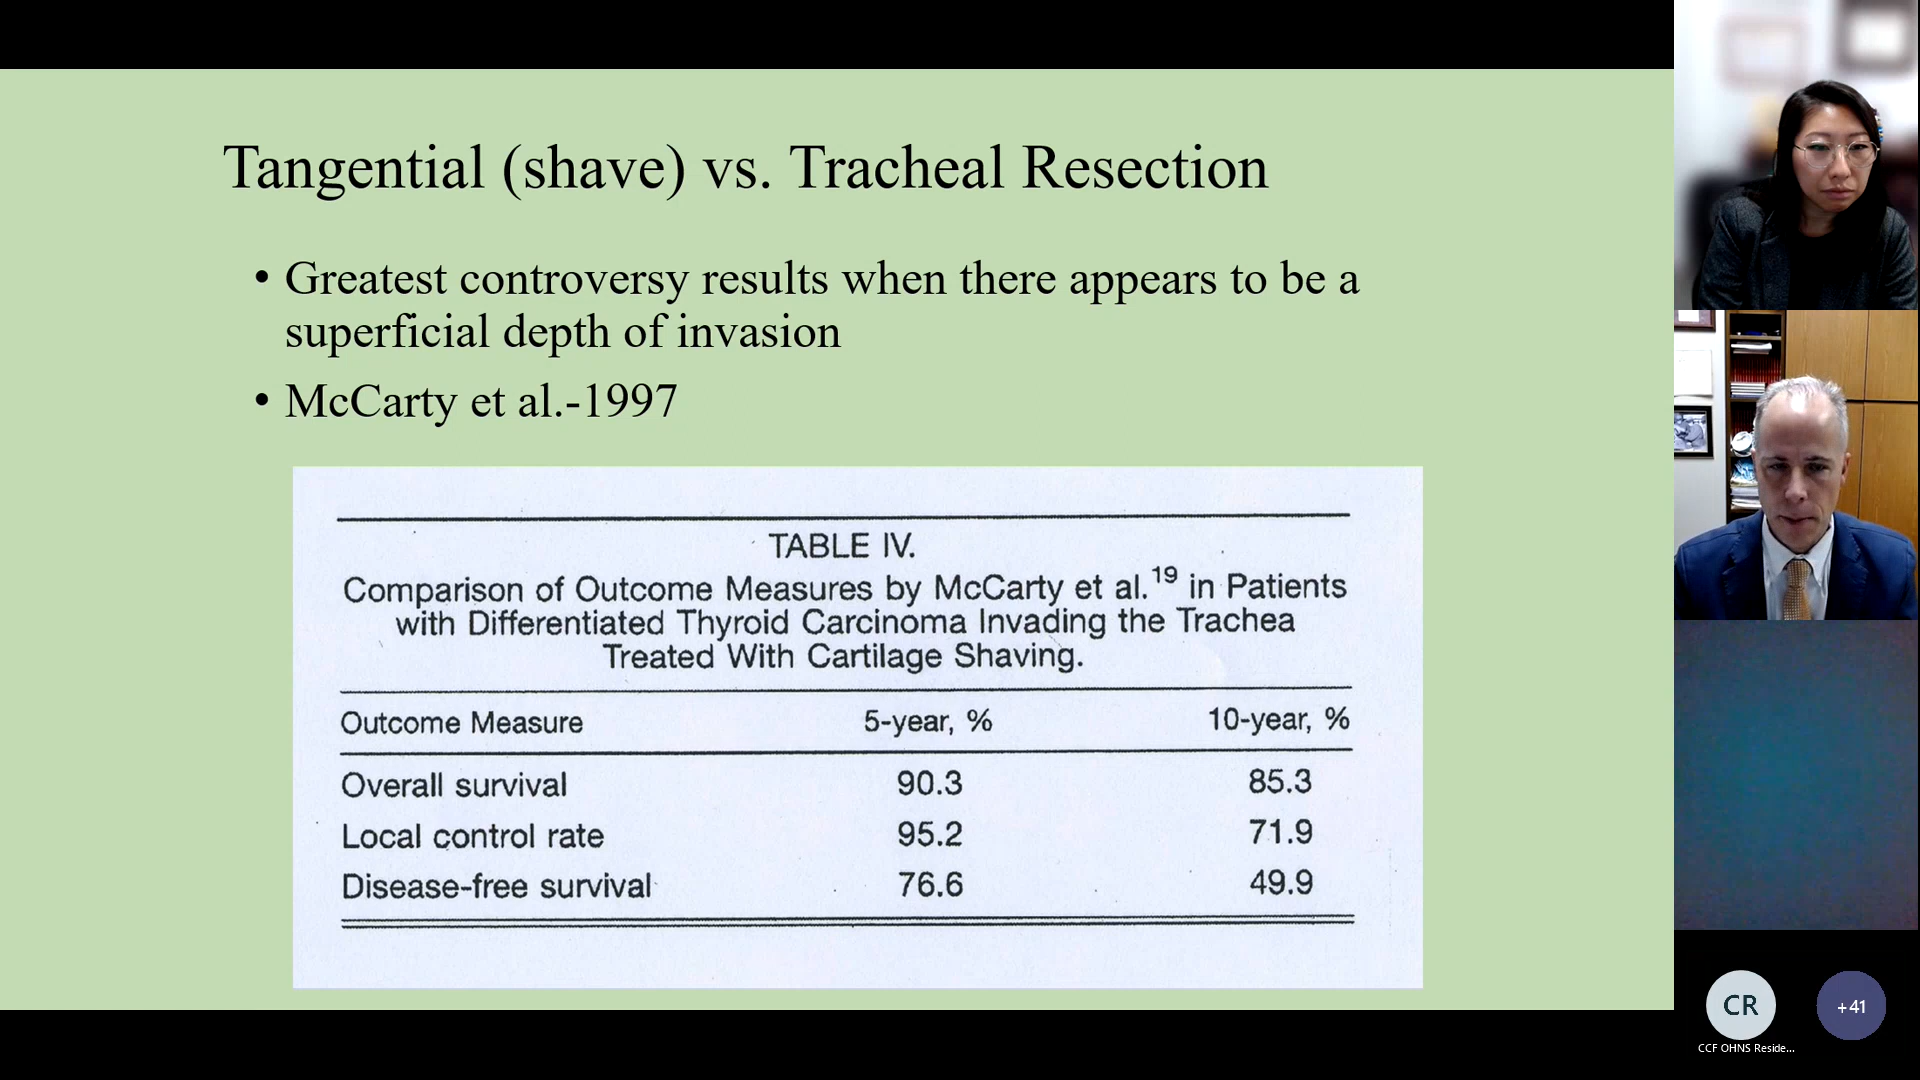 Tangential (shave) vs. Tracheal Resection
• Greatest controversy results when there appears to be a
superficial depth of invasion
• McCarty et al.-1997
TABLE IV.
Comparison of Outcome Measures by McCarty et al.19 in Patients
with Differentiated Thyroid Carcinoma Invading the Trachea
Treated With Cartilage Shaving.
Outcome Measure 5-year, % 10-year, %
Overall survival 90.3 85.3
Local control rate 95.2 71.9
Disease-free survival 76.6 49.9
CR
+41
CCF OHNS Reside...